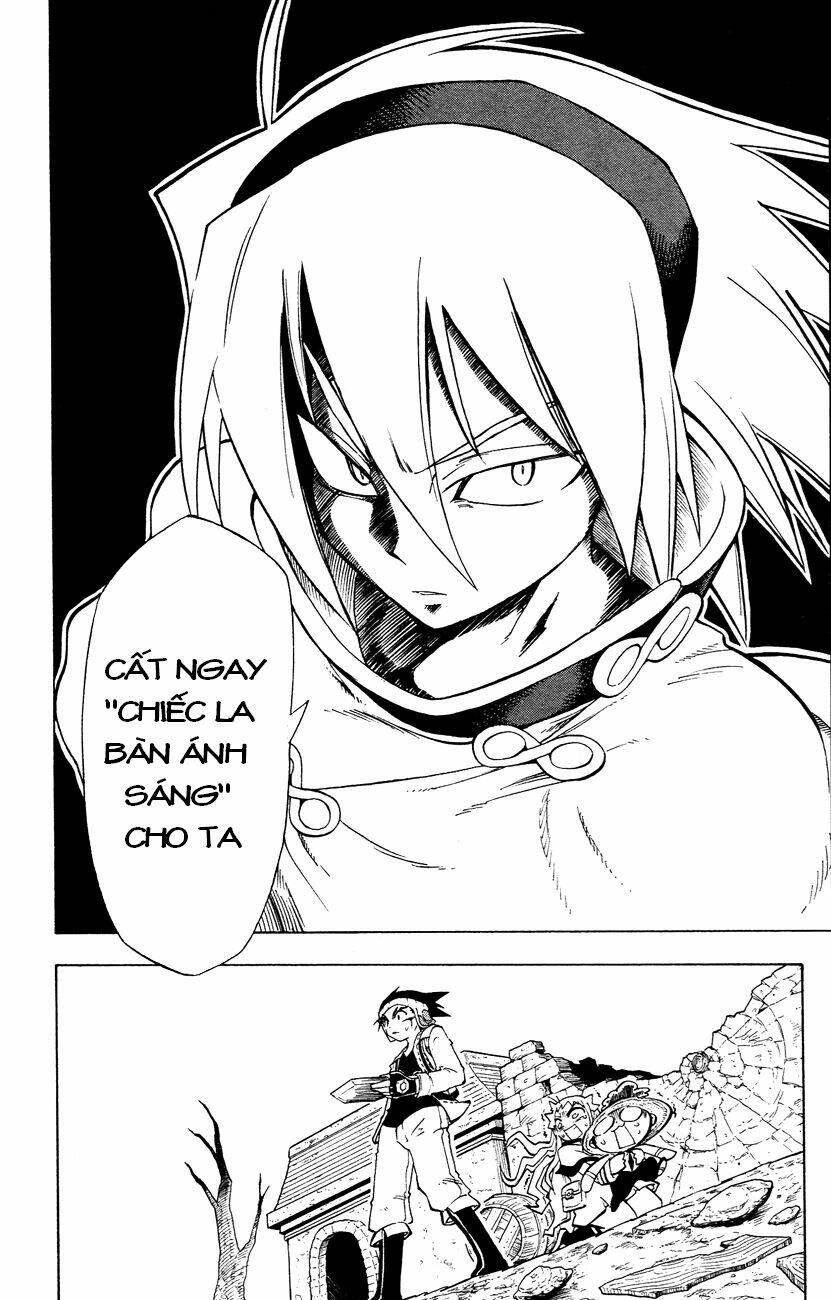 CẤT NGAY
"CHIẾC LA
BÀN ÁNH
SÁNG"
CHO TA